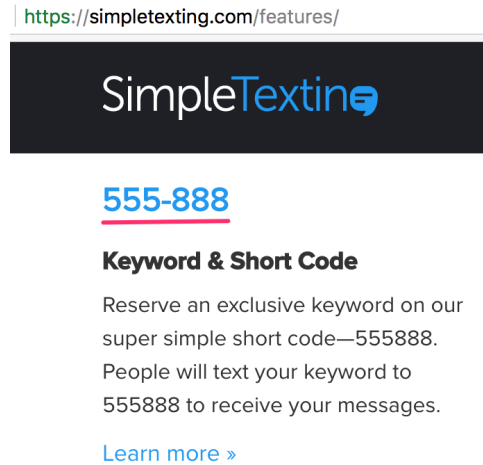 https://simpletexting.com/features/
SimpleTexting
555-888
Keyword & Short Code
Reserve an exclusive keyword on our
super simple short code—555888.
People will text your keyword to
555888 to receive your messages.
Learn more »